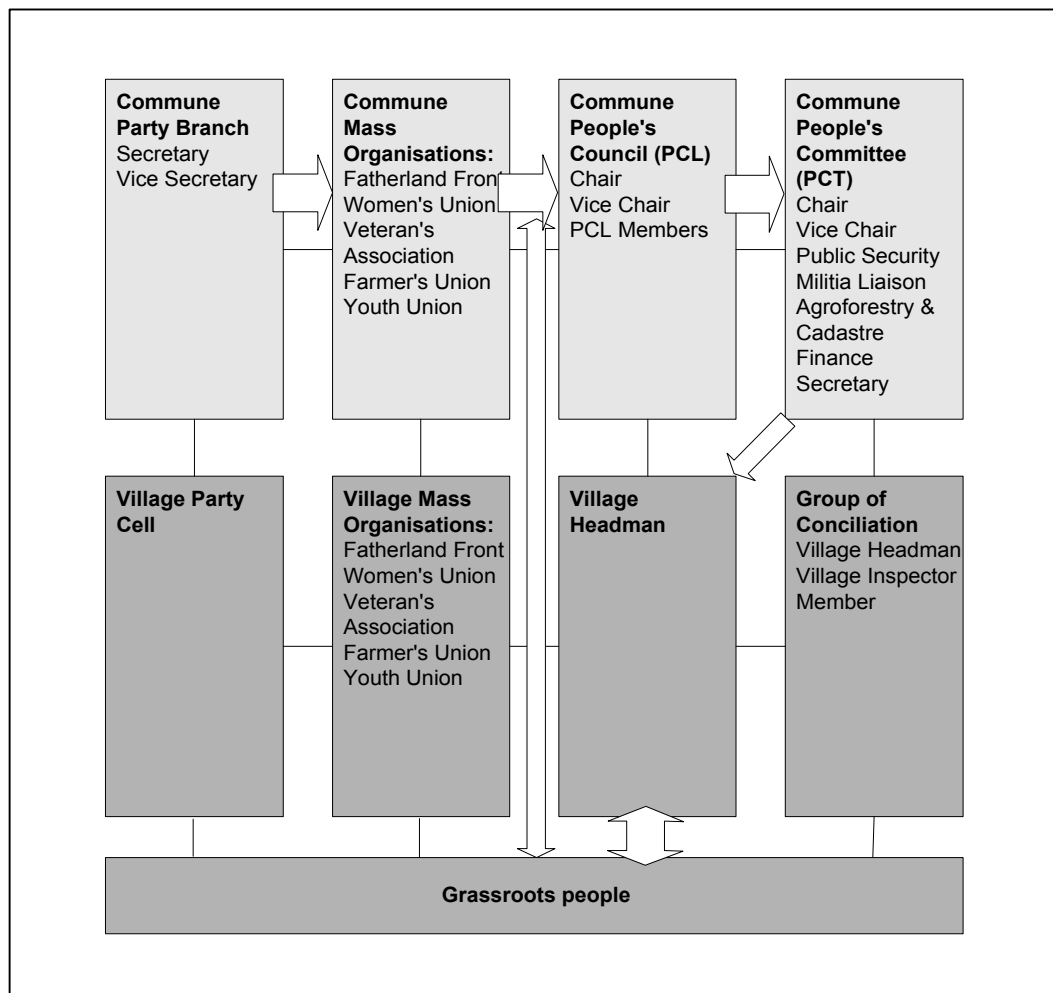 Commune
Party Branch
Secretary
Vice Secretary
Commune
Mass
Organisations:
Fatherland Front
Women's Union
Veteran's
Association
Farmer's Union
Youth Union
Commune
People's
Council (PCL)
Chair
Vice Chair
PCL Members
Commune
People's
Committee
(PCT)
Chair
Vice Chair
Public Security
Militia Liaison
Agroforestry &
Cadastre
Finance
Secretary
Village Party
Cell
Village Mass
Organisations:
Fatherland Front
Women's Union
Veteran's
Association
Farmer's Union
Youth Union
Village
Headman
Group of
Conciliation
Village Headman
Village Inspector
Member
Grassroots people